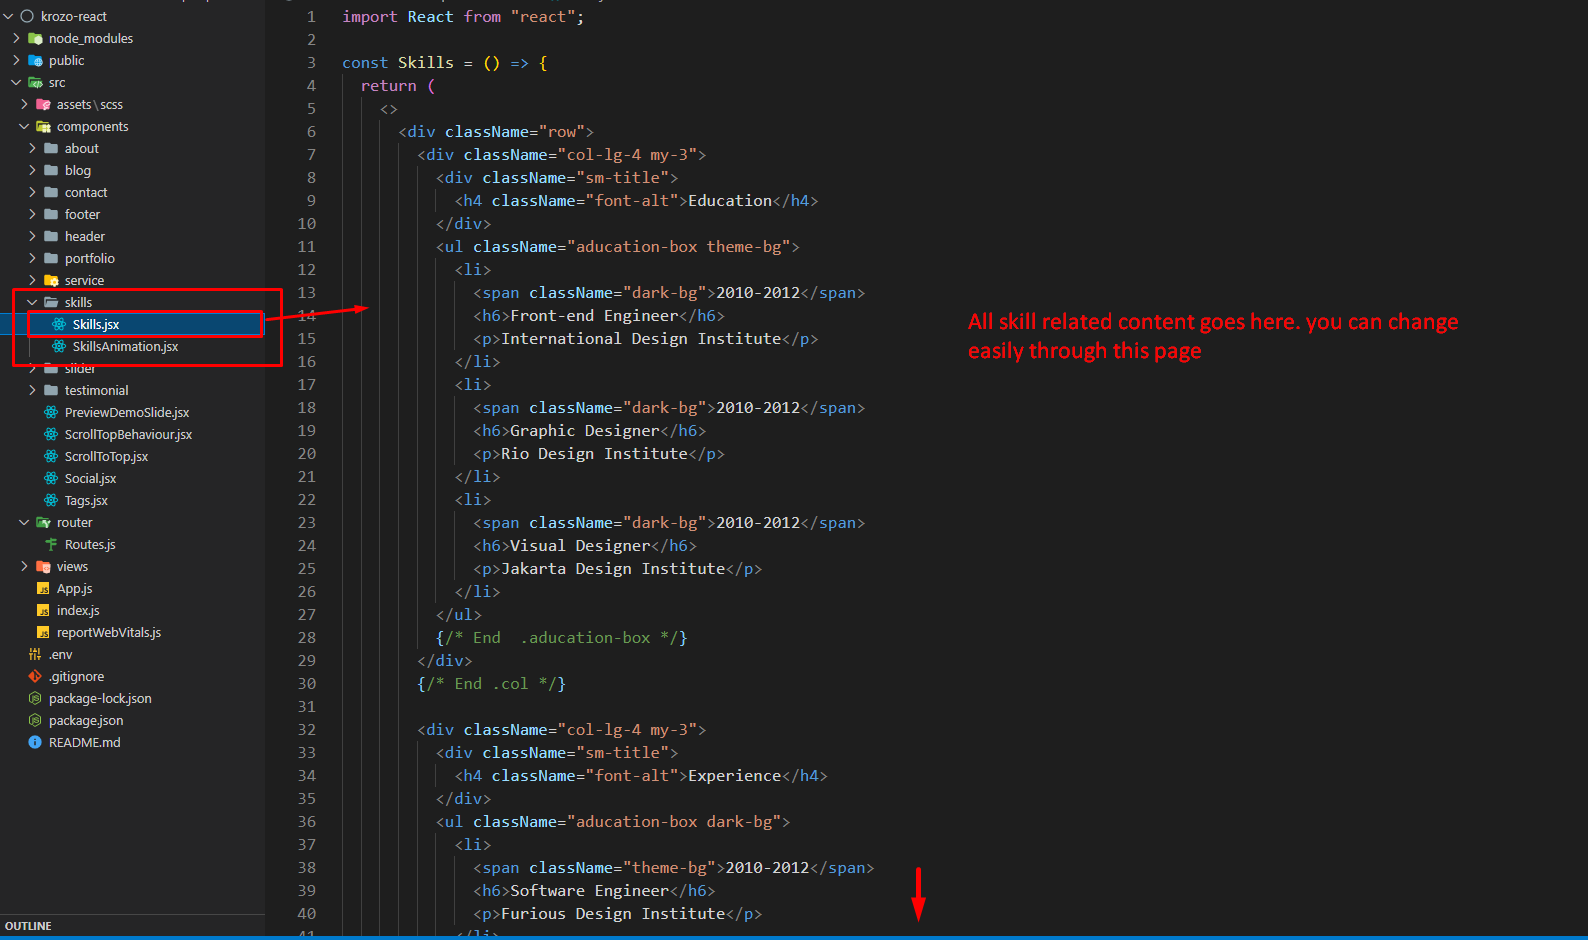 krozo-react
node_modules
public
src
assets\scss
components
about
blog
contact
footer
header
portfolio
service
skills
Skills.jsx
SkillsAnimation.jsx
slider
testimonial
PreviewDemoSlide.jsx
ScrollTopBehaviour.jsx
ScrollToTop.jsx
Social.jsx
Tags.jsx
router
Routes.js
views
App.js
index.js
reportWebVitals.js
.env
.gitignore
package-lock.json
package.json
README.md
OUTLINE
1 import React from "react";
2
3 const Skills = () => {
4 return (
5 <>
6 <div className="row">
7 <div className="col-lg-4 my-3">
8 <div className="sm-title">
9 <h4 className="font-alt">Education</h4>
10 </div>
11 <ul className="aducation-box theme-bg">
12 <li>
13 <span className="dark-bg">2010-2012</span>
14 <h6>Front-end Engineer</h6>
15 <p>International Design Institute</p>
16 </li>
17 <li>
18 <span className="dark-bg">2010-2012</span>
19 <h6>Graphic Designer</h6>
20 <p>Rio Design Institute</p>
21 </li>
22 <li>
23 <span className="dark-bg">2010-2012</span>
24 <h6>Visual Designer</h6>
25 <p>Jakarta Design Institute</p>
26 </li>
27 </ul>
28 {/* End  .aducation-box */}
29 </div>
30 {/* End .col */}
31
32 <div className="col-lg-4 my-3">
33 <div className="sm-title">
34 <h4 className="font-alt">Experience</h4>
35 </div>
36 <ul className="aducation-box dark-bg">
37 <li>
38 <span className="theme-bg">2010-2012</span>
39 <h6>Software Engineer</h6>
40 <p>Furious Design Institute</p>
41 </li>
All skill related content goes here. you can change
easily through this page